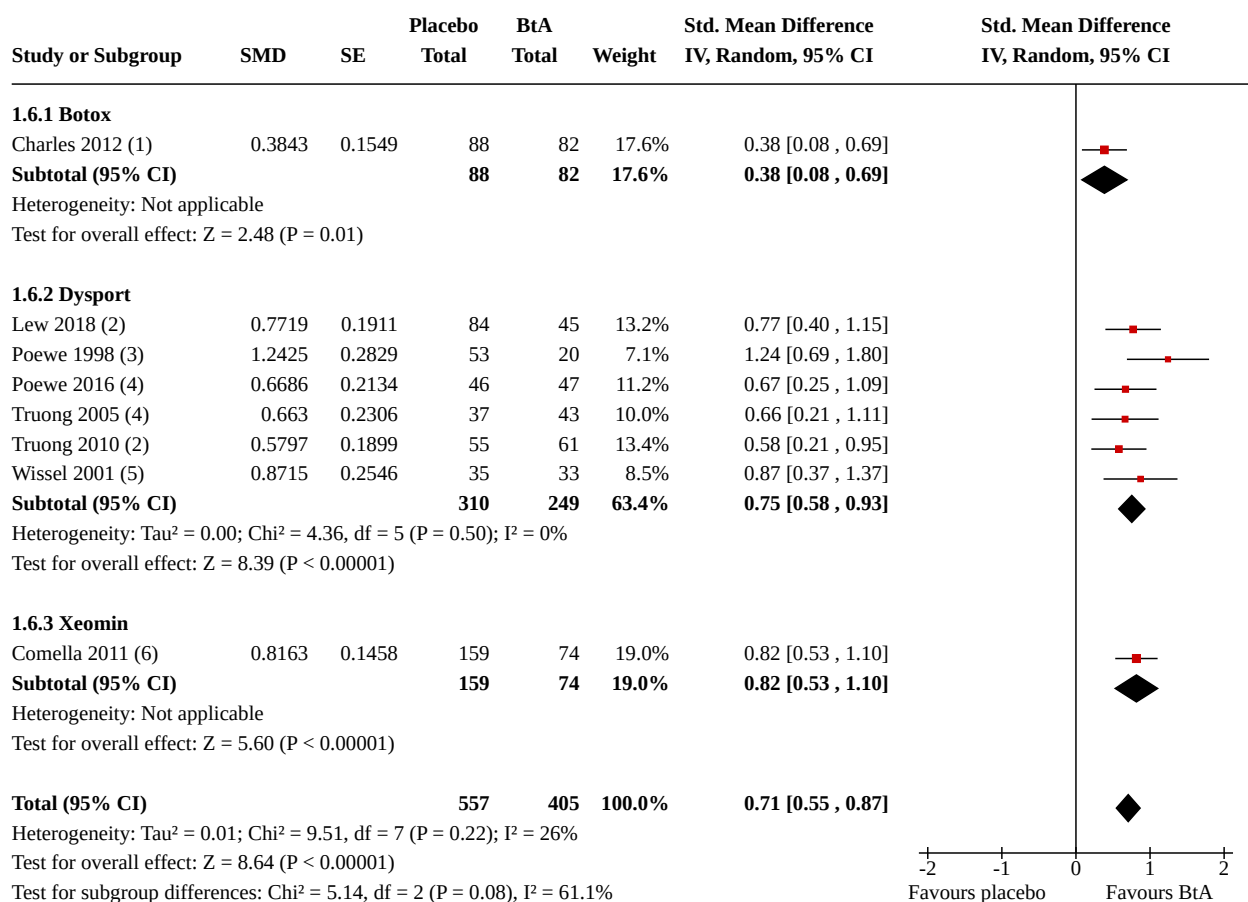 Placebo BtA Std. Mean Difference Std. Mean Difference
Study or Subgroup SMD SE Total Total Weight IV, Random, 95% CI IV, Random, 95% CI
1.6.1 Botox
Charles 2012 (1) 0.3843 0.1549 88 82 17.6% 0.38 [0.08 , 0.69]
Subtotal (95% CI) 88 82 17.6% 0.38 [0.08 , 0.69]
Heterogeneity: Not applicable
Test for overall effect: Z = 2.48 (P = 0.01)
1.6.2 Dysport
Lew 2018 (2) 0.7719 0.1911 84 45 13.2% 0.77 [0.40 , 1.15]
Poewe 1998 (3) 1.2425 0.2829 53 20 7.1% 1.24 [0.69 , 1.80]
Poewe 2016 (4) 0.6686 0.2134 46 47 11.2% 0.67 [0.25 , 1.09]
Truong 2005 (4) 0.663 0.2306 37 43 10.0% 0.66 [0.21 , 1.11]
Truong 2010 (2) 0.5797 0.1899 55 61 13.4% 0.58 [0.21 , 0.95]
Wissel 2001 (5) 0.8715 0.2546 35 33 8.5% 0.87 [0.37 , 1.37]
Subtotal (95% CI) 310 249 63.4% 0.75 [0.58 , 0.93]
Heterogeneity: Tau² = 0.00; Chi² = 4.36, df = 5 (P = 0.50); I² = 0%
Test for overall effect: Z = 8.39 (P < 0.00001)
1.6.3 Xeomin
Comella 2011 (6) 0.8163 0.1458 159 74 19.0% 0.82 [0.53 , 1.10]
Subtotal (95% CI) 159 74 19.0% 0.82 [0.53 , 1.10]
Heterogeneity: Not applicable
Test for overall effect: Z = 5.60 (P < 0.00001)
Total (95% CI) 557 405 100.0% 0.71 [0.55 , 0.87]
Heterogeneity: Tau² = 0.01; Chi² = 9.51, df = 7 (P = 0.22); I² = 26%
Test for overall effect: Z = 8.64 (P < 0.00001)
-2 -1 0 1 2
Test for subgroup differences: Chi² = 5.14, df = 2 (P = 0.08), I² = 61.1% Favours placebo Favours BtA